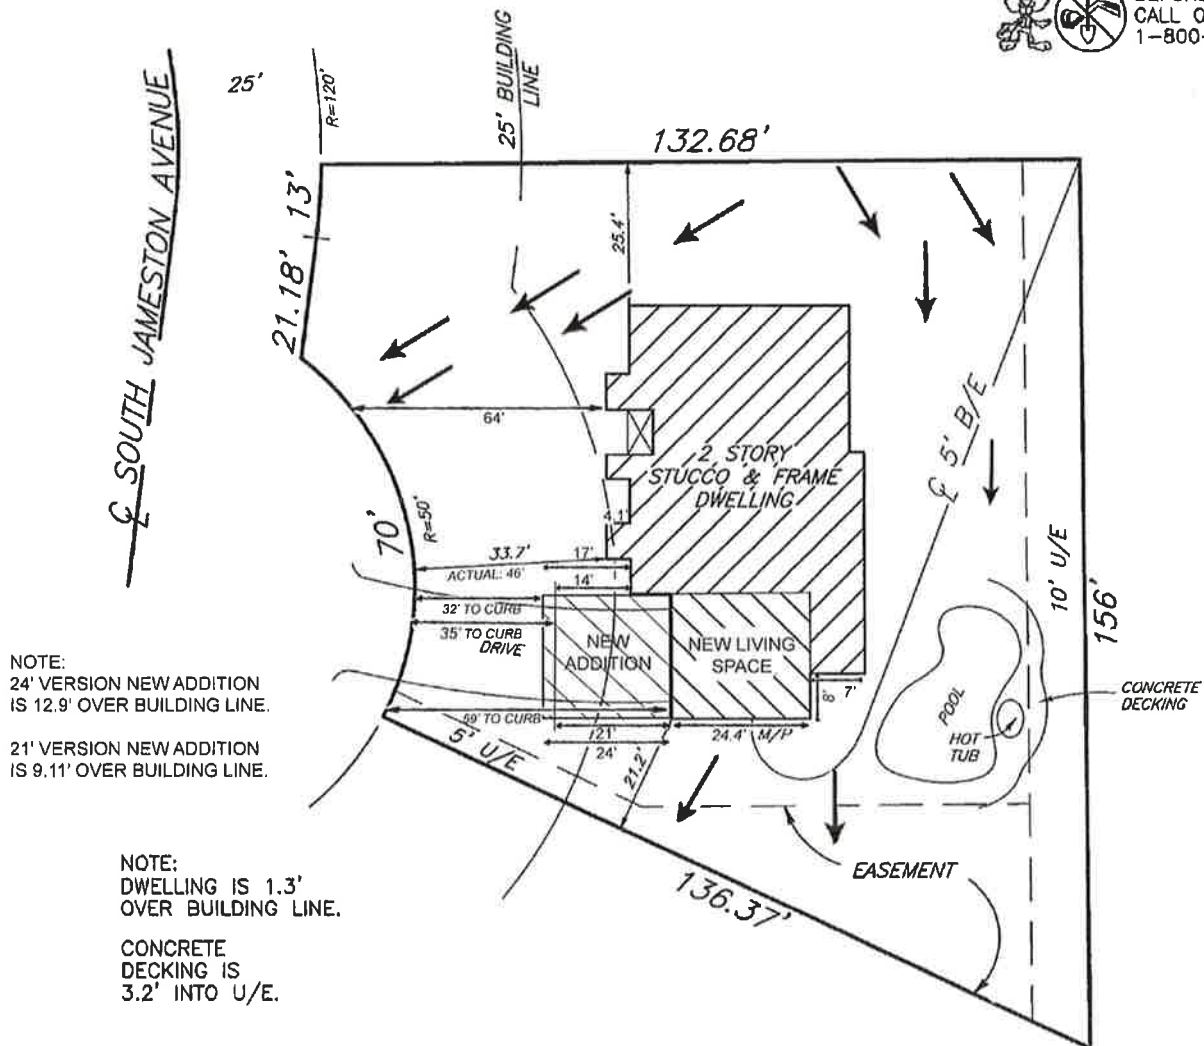 CALL O
1-800-
25'
R=120'
25' BUILDING
LINE
132.68'
℄ SOUTH JAMESTON AVENUE
13'
21.18'
25.4'
64'
2 STORY
STUCCO & FRAME
DWELLING
℄ 5' B/E
10' U/E
156'
70'
R=50'
4.1'
33.7'
17'
ACTUAL: 46'
14'
32' TO CURB
35' TO CURB
DRIVE
NEW
ADDITION
NEW LIVING
SPACE
8'
7'
59' TO CURB
21'
24'
24.4'
M/P
5' U/E
21.2'
POOL
HOT
TUB
CONCRETE
DECKING
EASEMENT
136.37'
NOTE:
24' VERSION NEW ADDITION
IS 12.9' OVER BUILDING LINE.
21' VERSION NEW ADDITION
IS 9.11' OVER BUILDING LINE.
NOTE:
DWELLING IS 1.3'
OVER BUILDING LINE.
CONCRETE
DECKING IS
3.2' INTO U/E.